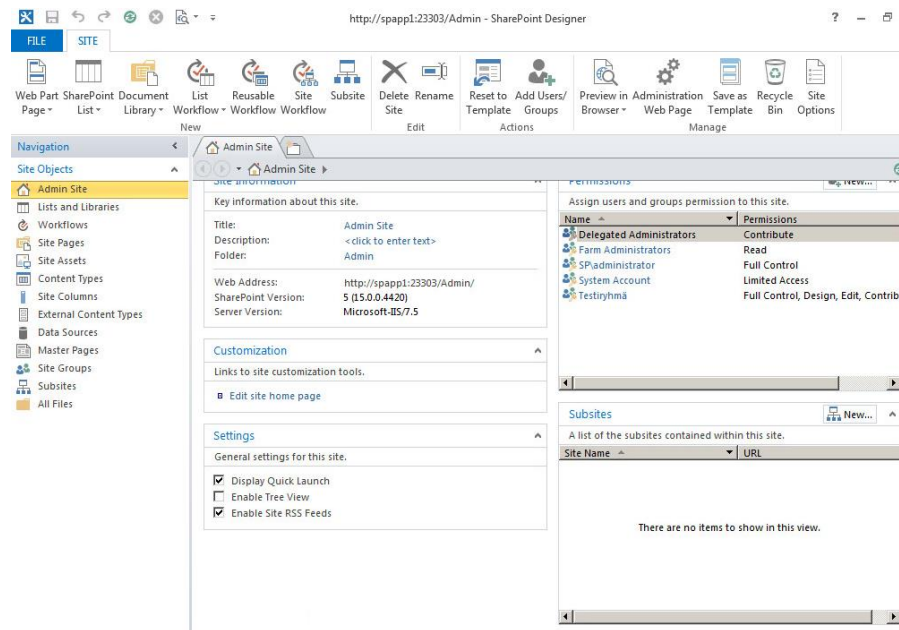 http://spapp1:23303/Admin - SharePoint Designer
?
FILE SITE
Web Part Page
SharePoint List
Document Library
List Workflow
Reusable Workflow
Site Workflow
Subsite
Delete Site
Rename
Reset to Template
Add Users/ Groups
Preview in Browser
Administration Web Page
Save as Template
Recycle Bin
Site Options
New
Edit
Actions
Manage
Navigation
Site Objects
Admin Site
Lists and Libraries
Workflows
Site Pages
Site Assets
Content Types
Site Columns
External Content Types
Data Sources
Master Pages
Site Groups
Subsites
All Files
Admin Site
Admin Site
Site Information
Key information about this site.
Title: Admin Site
Description: <click to enter text>
Folder: Admin
Web Address: http://spapp1:23303/Admin/
SharePoint Version: 5 (15.0.0.4420)
Server Version: Microsoft-IIS/7.5
Customization
Links to site customization tools.
Edit site home page
Settings
General settings for this site.
Display Quick Launch
Enable Tree View
Enable Site RSS Feeds
Permissions New...
Assign users and groups permission to this site.
Name Permissions
Delegated Administrators Contribute
Farm Administrators Read
SP\administrator Full Control
System Account Limited Access
Testiryhmä Full Control, Design, Edit, Contrib
Subsites New...
A list of the subsites contained within this site.
Site Name URL
There are no items to show in this view.